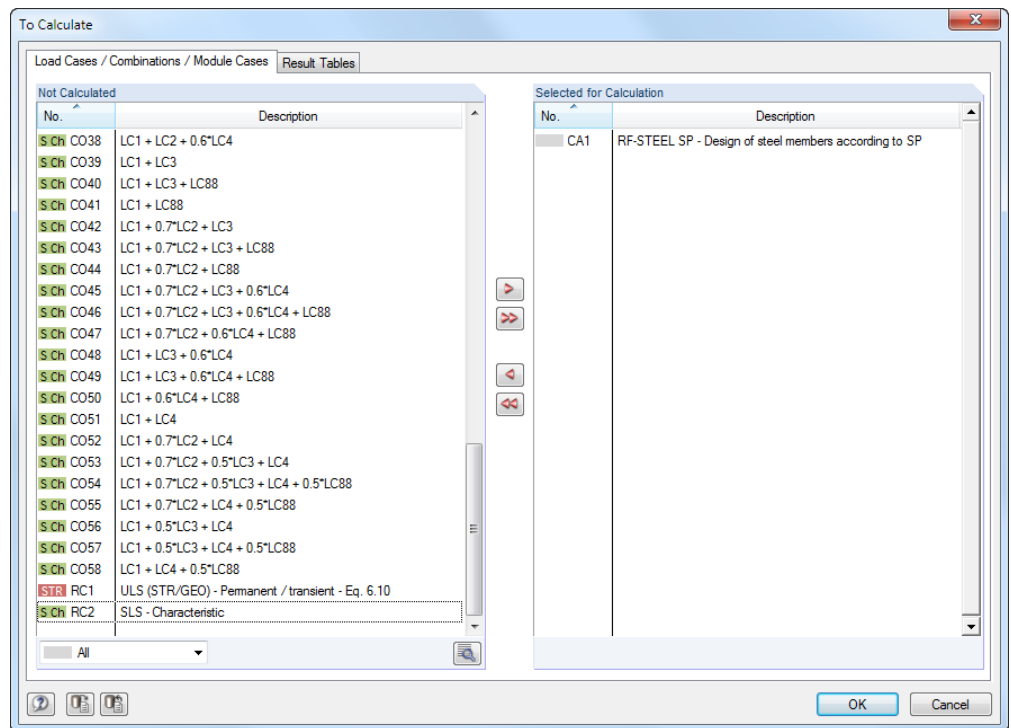 To Calculate
Load Cases / Combinations / Module Cases Result Tables
Not Calculated
No. Description
S Ch CO38 LC1 + LC2 + 0.6*LC4
S Ch CO39 LC1 + LC3
S Ch CO40 LC1 + LC3 + LC88
S Ch CO41 LC1 + LC88
S Ch CO42 LC1 + 0.7*LC2 + LC3
S Ch CO43 LC1 + 0.7*LC2 + LC3 + LC88
S Ch CO44 LC1 + 0.7*LC2 + LC88
S Ch CO45 LC1 + 0.7*LC2 + LC3 + 0.6*LC4
S Ch CO46 LC1 + 0.7*LC2 + LC3 + 0.6*LC4 + LC88
S Ch CO47 LC1 + 0.7*LC2 + 0.6*LC4 + LC88
S Ch CO48 LC1 + LC3 + 0.6*LC4
S Ch CO49 LC1 + LC3 + 0.6*LC4 + LC88
S Ch CO50 LC1 + 0.6*LC4 + LC88
S Ch CO51 LC1 + LC4
S Ch CO52 LC1 + 0.7*LC2 + LC4
S Ch CO53 LC1 + 0.7*LC2 + 0.5*LC3 + LC4
S Ch CO54 LC1 + 0.7*LC2 + 0.5*LC3 + LC4 + 0.5*LC88
S Ch CO55 LC1 + 0.7*LC2 + LC4 + 0.5*LC88
S Ch CO56 LC1 + 0.5*LC3 + LC4
S Ch CO57 LC1 + 0.5*LC3 + LC4 + 0.5*LC88
S Ch CO58 LC1 + LC4 + 0.5*LC88
STR RC1 ULS (STR/GEO) - Permanent / transient - Eq. 6.10
S Ch RC2 SLS - Characteristic
All
Selected for Calculation
No. Description
CA1 RF-STEEL SP - Design of steel members according to SP
OK Cancel